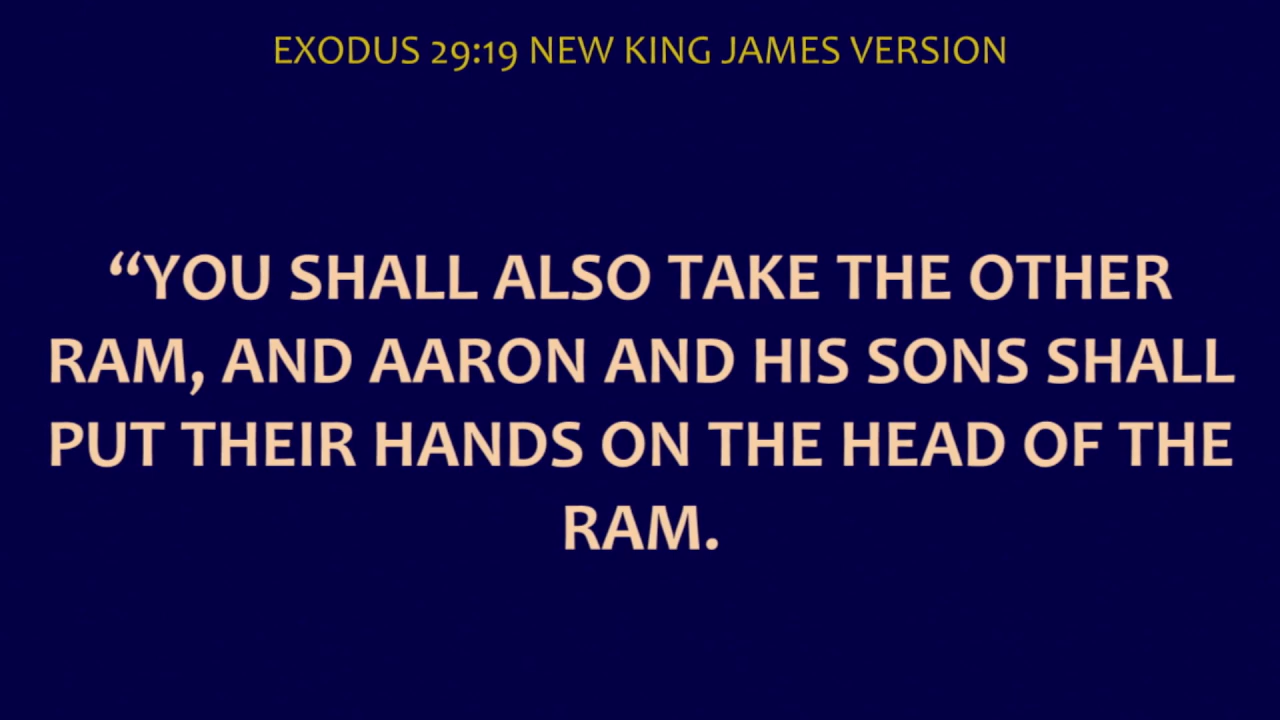 EXODUS 29:19 NEW KING JAMES VERSION
“YOU SHALL ALSO TAKE THE OTHER
RAM, AND AARON AND HIS SONS SHALL
PUT THEIR HANDS ON THE HEAD OF THE
RAM.